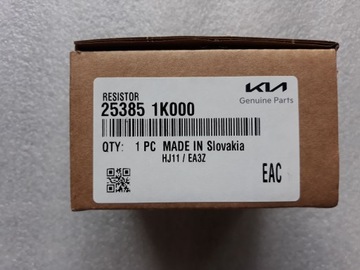 RESISTOR
25385 1K000
KIA
Genuine Parts
QTY: 1 PC MADE IN Slovakia
HJ11 / EA3Z
EAC